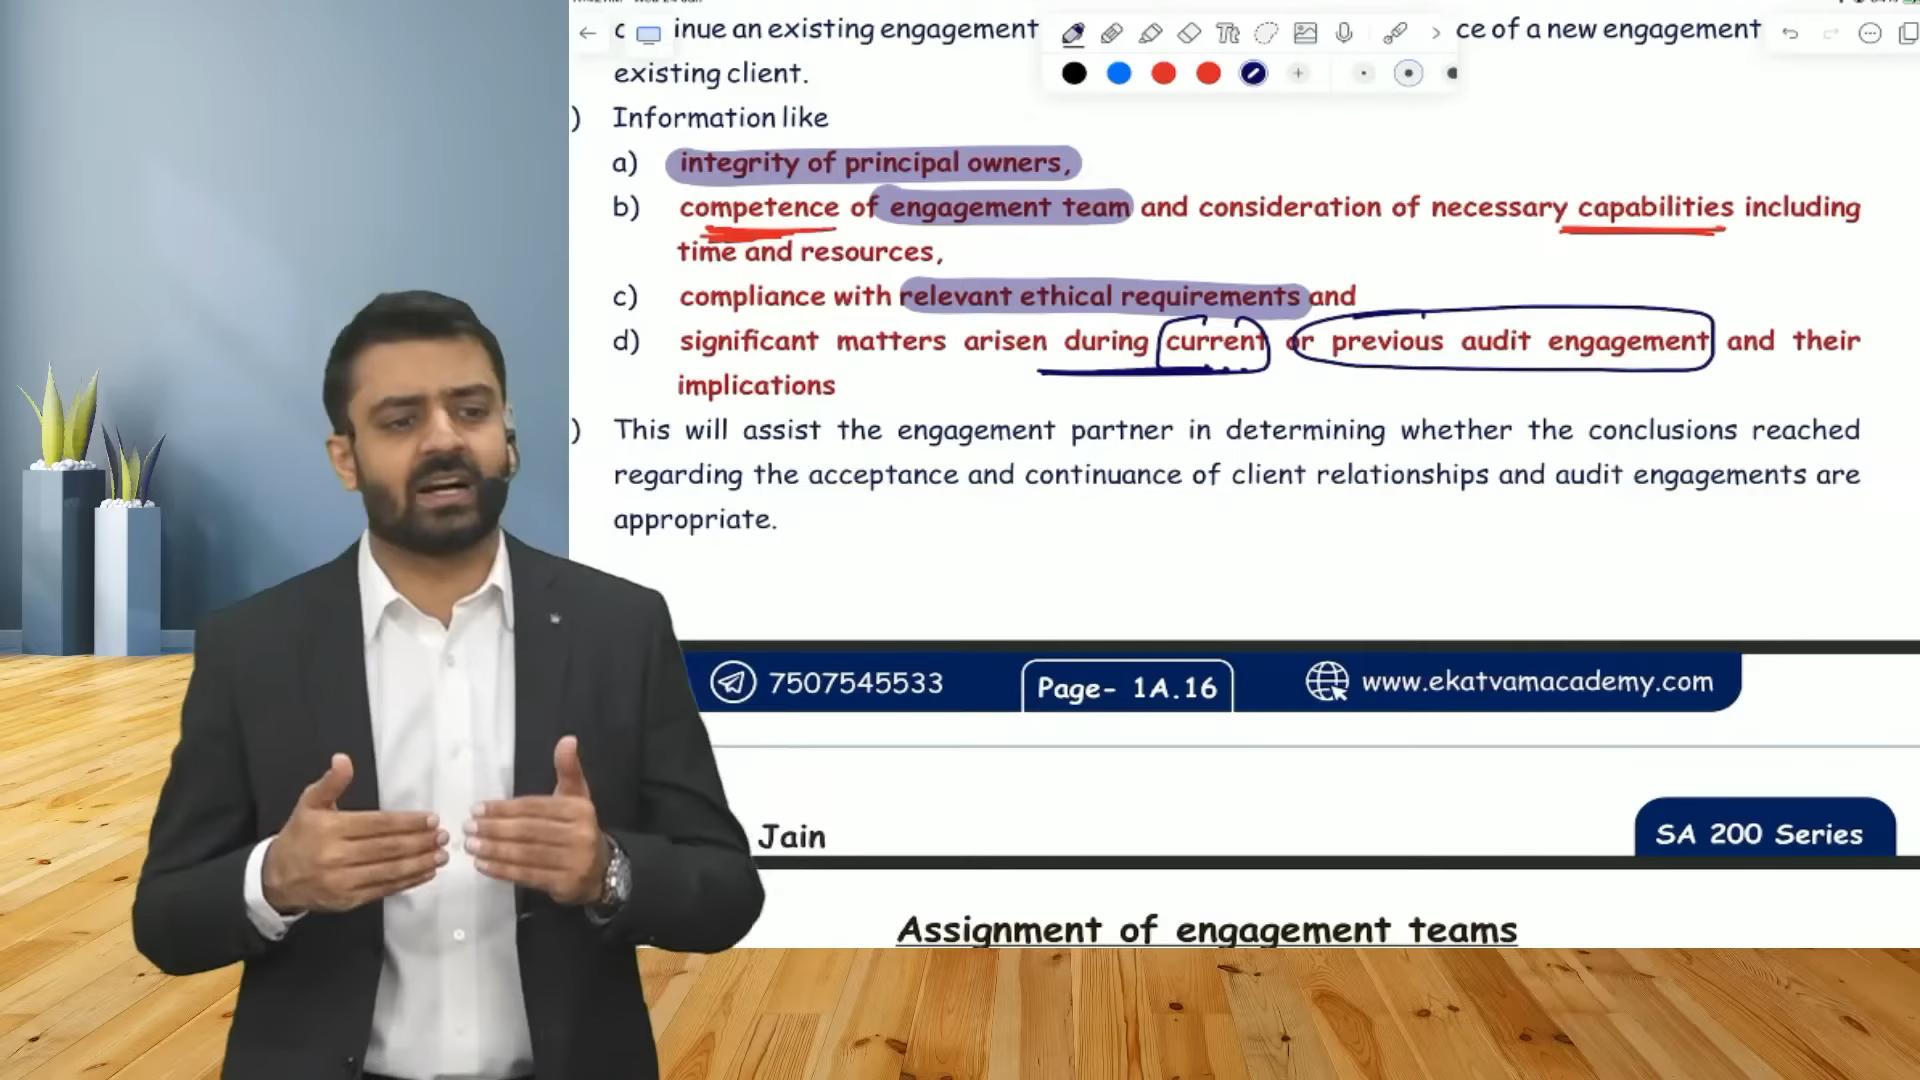 inue an existing engagement ce of a new engagement
existing client.
) Information like
a) integrity of principal owners,
b) competence of engagement team and consideration of necessary capabilities including
time and resources,
c) compliance with relevant ethical requirements and
d) significant matters arisen during current or previous audit engagement and their
implications
) This will assist the engagement partner in determining whether the conclusions reached
regarding the acceptance and continuance of client relationships and audit engagements are
appropriate.
7507545533 Page- 1A.16 www.ekatvamacademy.com
Jain SA 200 Series
Assignment of engagement teams